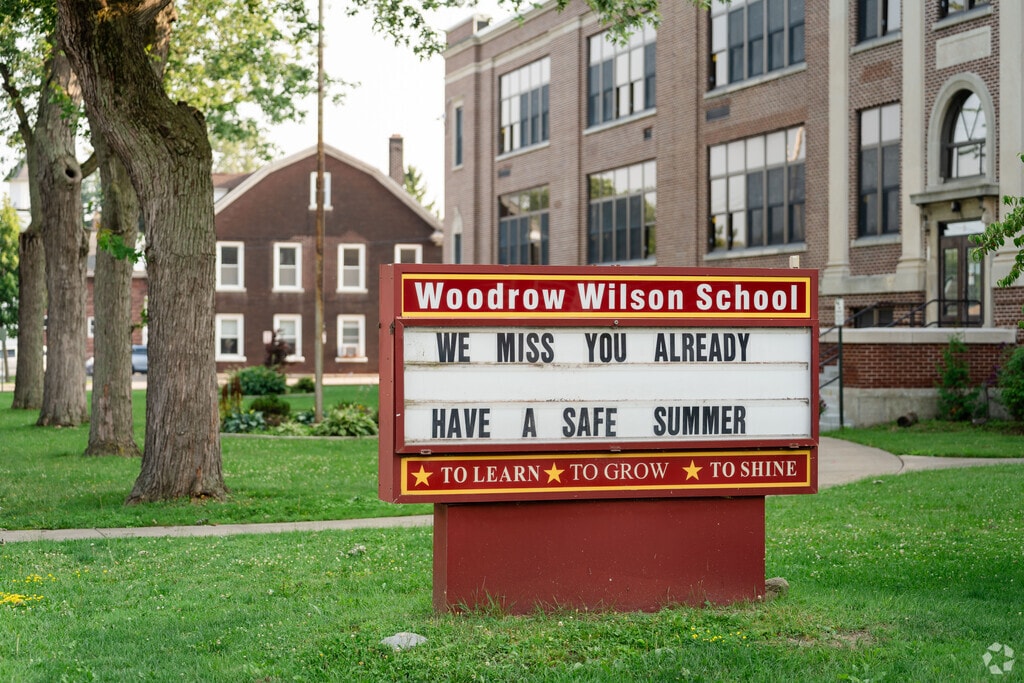 Woodrow Wilson School
WE MISS YOU ALREADY
HAVE A SAFE SUMMER
TO LEARN TO GROW TO SHINE